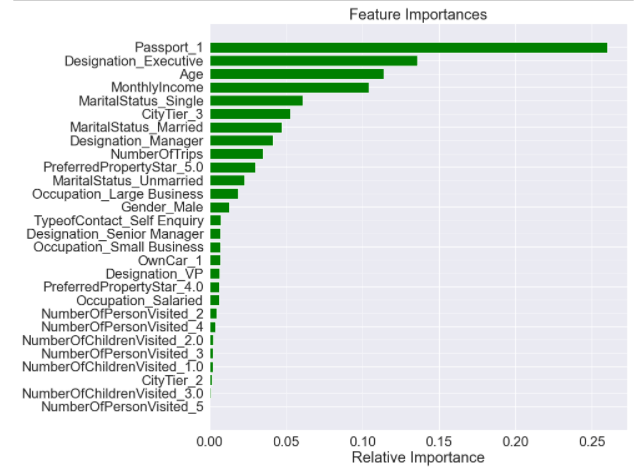 Feature Importances
Passport_1
Designation_Executive
Age
MonthlyIncome
MaritalStatus_Single
CityTier_3
MaritalStatus_Married
Designation_Manager
NumberOfTrips
PreferredPropertyStar_5.0
MaritalStatus_Unmarried
Occupation_Large Business
Gender_Male
TypeofContact_Self Enquiry
Designation_Senior Manager
Occupation_Small Business
OwnCar_1
Designation_VP
PreferredPropertyStar_4.0
Occupation_Salaried
NumberOfPersonVisited_2
NumberOfPersonVisited_4
NumberOfChildrenVisited_2.0
NumberOfPersonVisited_3
NumberOfChildrenVisited_1.0
CityTier_2
NumberOfChildrenVisited_3.0
NumberOfPersonVisited_5
0.00 0.05 0.10 0.15 0.20 0.25
Relative Importance